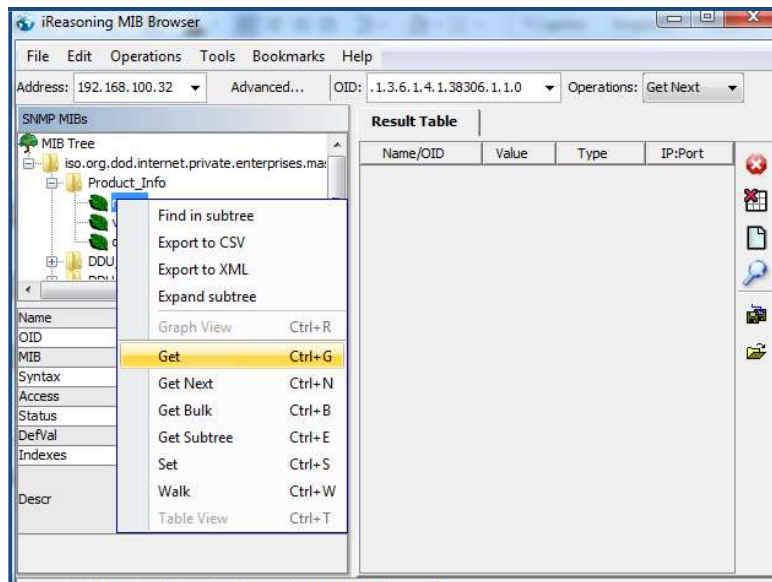 iReasoning MIB Browser
File Edit Operations Tools Bookmarks Help
Address: 192.168.100.32 Advanced... OID: .1.3.6.1.4.1.38306.1.1.0 Operations: Get Next
SNMP MIBs
Result Table
MIB Tree
iso.org.dod.internet.private.enterprises.ma
Name/OID Value Type IP:Port
Product_Info
DDU
Find in subtree
Export to CSV
Export to XML
Expand subtree
Graph View Ctrl+R
Get Ctrl+G
Get Next Ctrl+N
Get Bulk Ctrl+B
Get Subtree Ctrl+E
Set Ctrl+S
Walk Ctrl+W
Table View Ctrl+T
Name
OID
MIB
Syntax
Access
Status
DefVal
Indexes
Descr